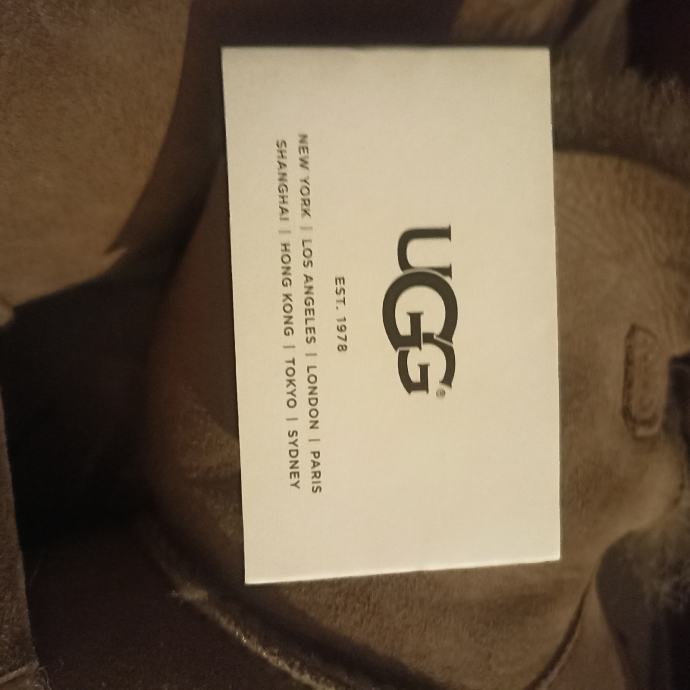 UGG®
EST. 1978
NEW YORK | LOS ANGELES | LONDON | PARIS
SHANGHAI | HONG KONG | TOKYO | SYDNEY